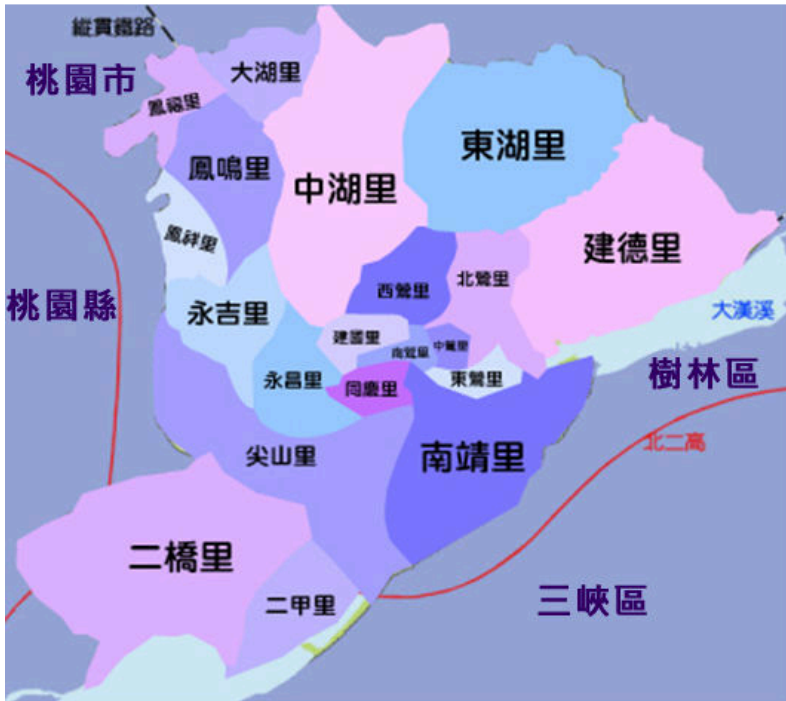 縱貫鐵路
桃園市
大湖里
鳳福里
東湖里
鳳鳴里
中湖里
鳳祥里
建德里
北鶯里
西鶯里
桃園縣
永吉里
大漢溪
建國里
中鶯里
南鶯里
樹林區
永昌里
同慶里
東鶯里
北二高
尖山里
南靖里
二橋里
二甲里
三峽區